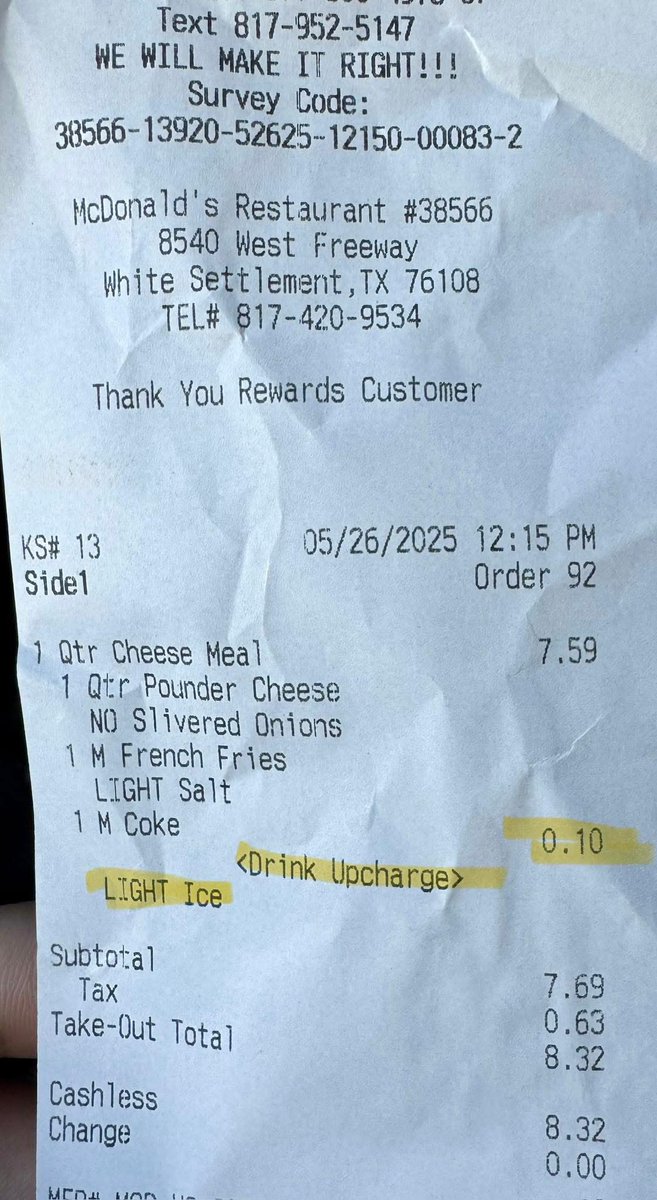 Text 817-952-5147
WE WILL MAKE IT RIGHT!!!
Survey Code:
38566-13920-52625-12150-00083-2
McDonald's Restaurant #38566
8540 West Freeway
White Settlement,TX 76108
TEL# 817-420-9534
Thank You Rewards Customer
KS# 13 05/26/2025 12:15 PM
Side1 Order 92
1 Qtr Cheese Meal 7.59
1 Qtr Pounder Cheese
NO Slivered Onions
1 M French Fries
LIGHT Salt
1 M Coke
<Drink Upcharge> 0.10
LIGHT Ice
Subtotal 7.69
Tax 0.63
Take-Out Total 8.32
Cashless 8.32
Change 0.00